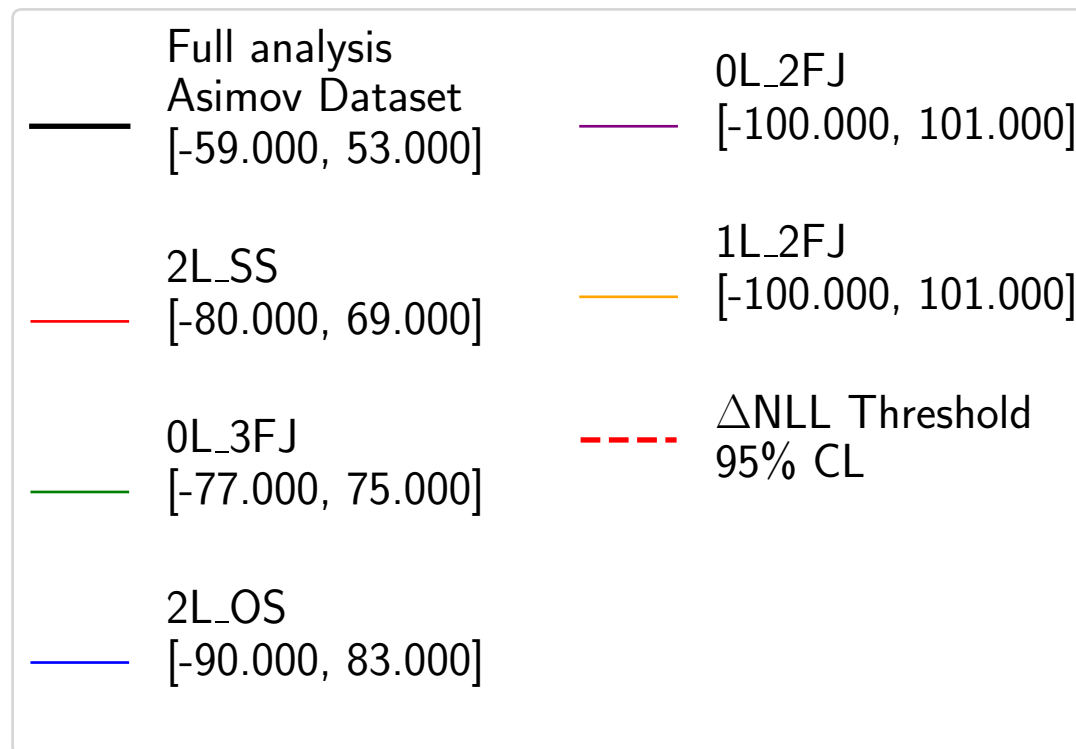 Full analysis
Asimov Dataset
[-59.000, 53.000]
2L_SS
[-80.000, 69.000]
0L_3FJ
[-77.000, 75.000]
2L_OS
[-90.000, 83.000]
0L_2FJ
[-100.000, 101.000]
1L_2FJ
[-100.000, 101.000]
ΔNLL Threshold
95% CL